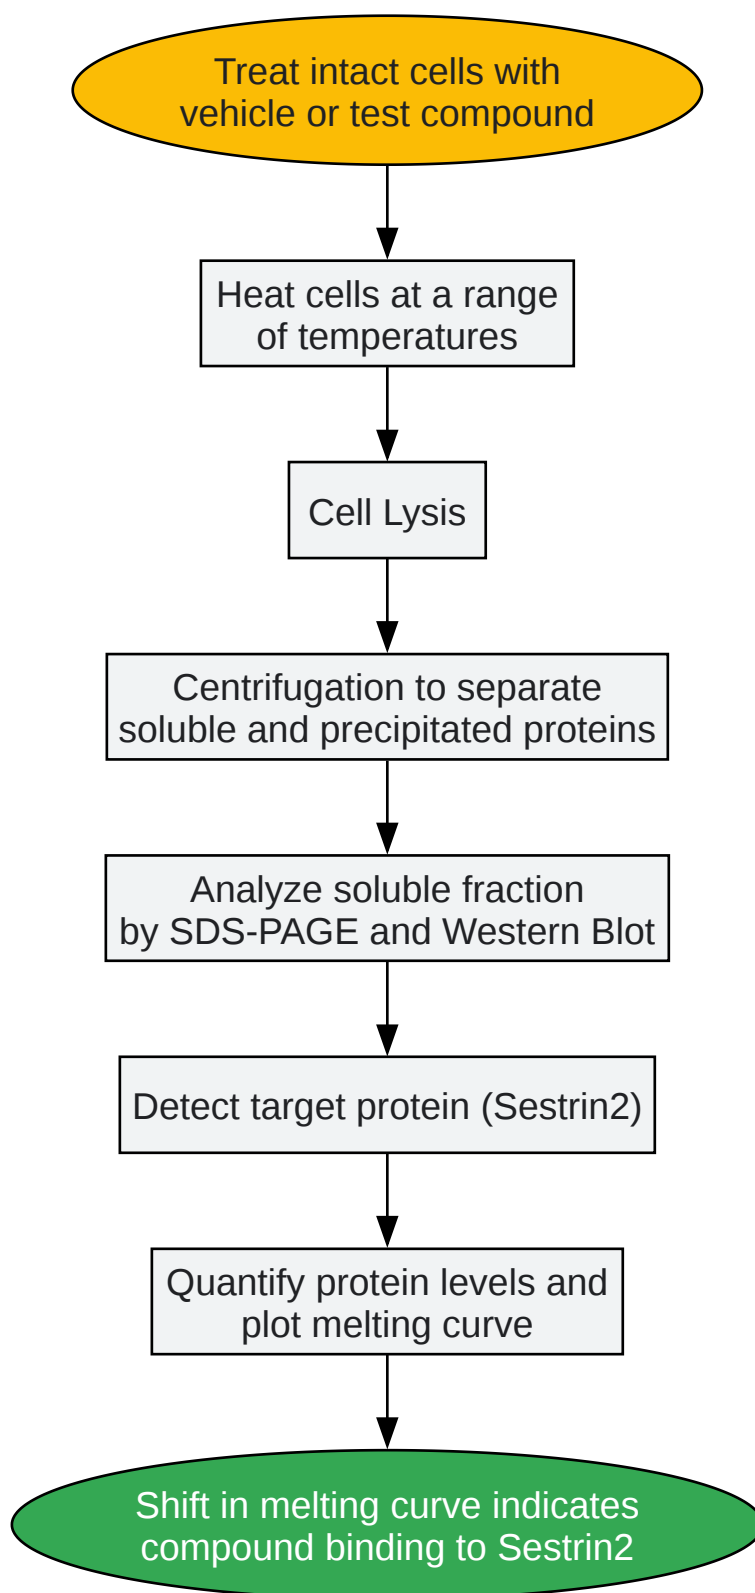 Treat intact cells with
vehicle or test compound
Heat cells at a range
of temperatures
Cell Lysis
Centrifugation to separate
soluble and precipitated proteins
Analyze soluble fraction
by SDS-PAGE and Western Blot
Detect target protein (Sestrin2)
Quantify protein levels and
plot melting curve
Shift in melting curve indicates
compound binding to Sestrin2